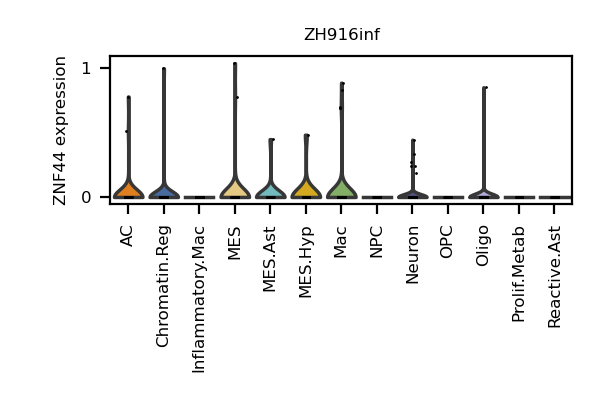 ZH916inf
ZNF44 expression
1
0
AC
Chromatin.Reg
Inflammatory.Mac
MES
MES.Ast
MES.Hyp
Mac
NPC
Neuron
OPC
Oligo
Prolif.Metab
Reactive.Ast